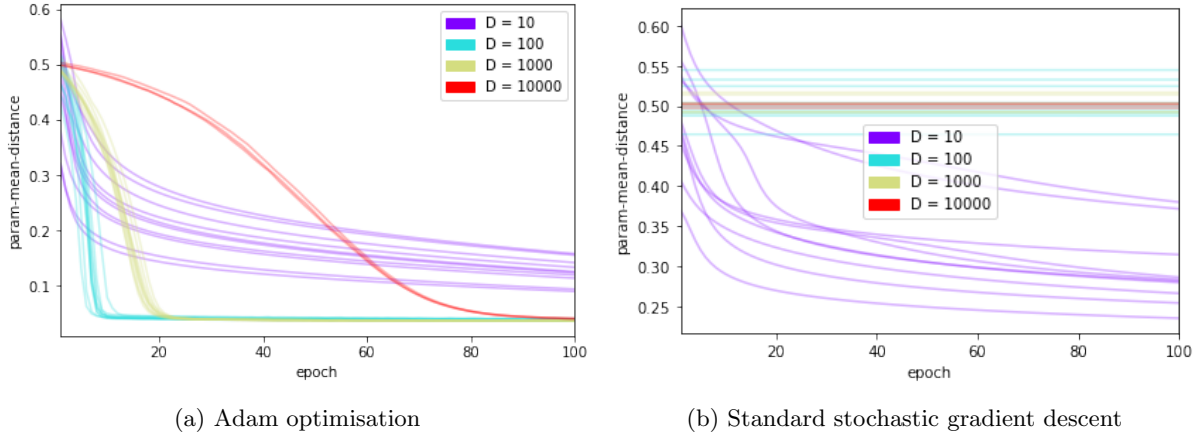 0.6
0.5
0.4
0.3
0.2
0.1
param-mean-distance
20
40
60
80
100
epoch
D = 10
D = 100
D = 1000
D = 10000
(a) Adam optimisation
0.60
0.55
0.50
0.45
0.40
0.35
0.30
0.25
param-mean-distance
20
40
60
80
100
epoch
D = 10
D = 100
D = 1000
D = 10000
(b) Standard stochastic gradient descent